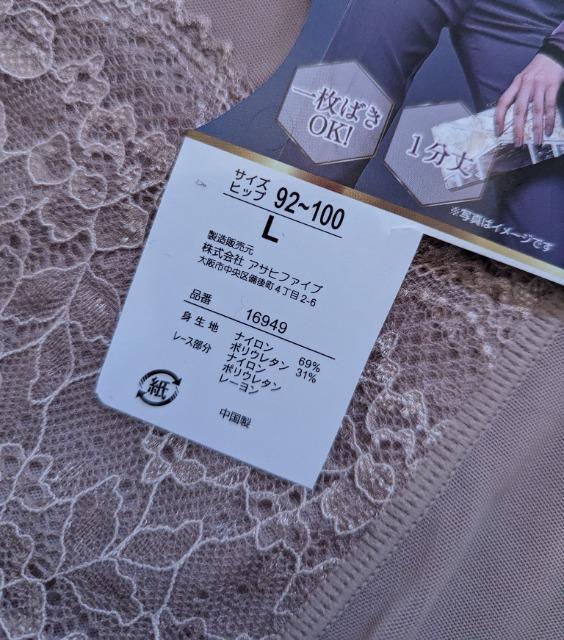 一枚ばき
OK!
1分丈
※写真はイメージです
サイズ
ヒップ 92~100
L
製造販売元
株式会社 アサヒファイブ
大阪市中央区備後町4丁目2-6
品番 16949
身生地 ナイロン 69%
ポリウレタン 31%
レース部分 ナイロン
ポリウレタン
レーヨン
紙
中国製